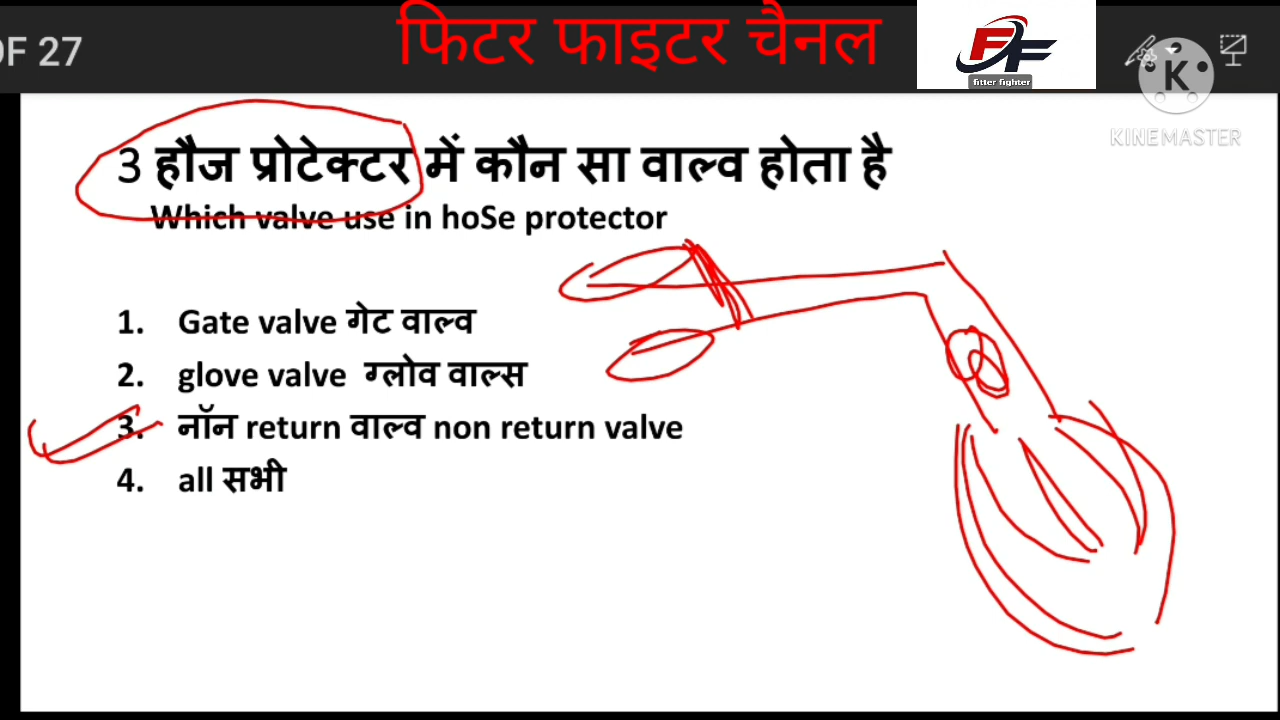 फिटर फाइटर चैनल
OF 27
FF
fitter fighter
K
KINEMASTER
3 हौज प्रोटेक्टर में कौन सा वाल्व होता है
Which valve use in hoSe protector
1. Gate valve गेट वाल्व
2. glove valve ग्लोव वाल्स
3. नॉन return वाल्व non return valve
4. all सभी